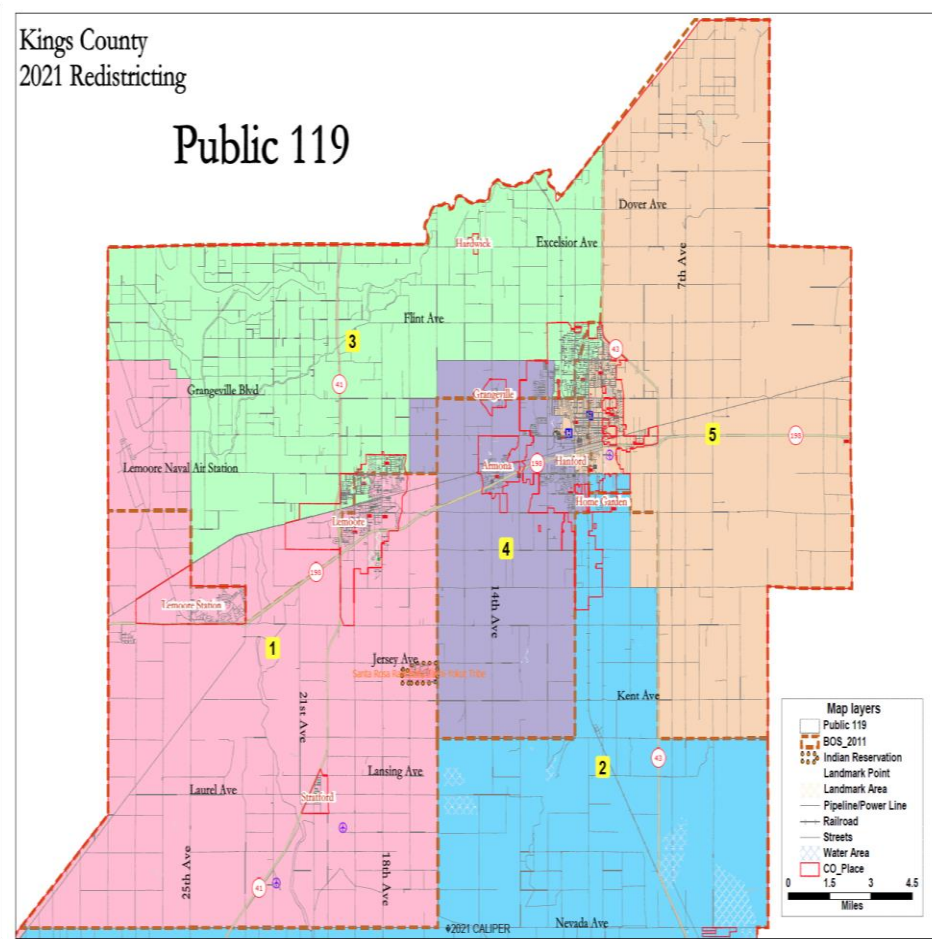 Kings County
2021 Redistricting
Public 119
Dover Ave
Hardwick
Excelsior Ave
7th Ave
Flint Ave
3
43
41
Grangeville Blvd
Grangeville
5
198
Lemoore Naval Air Station
Armona
198
Hanford
H
Home Garden
Lemoore
4
198
Lemoore Station
14th Ave
1
Jersey Ave
Santa Rosa
Tribe
Kent Ave
21st Ave
Lansing Ave
2
43
Laurel Ave
Stratford
25th Ave
18th Ave
41
Nevada Ave
©2021 CALIPER
Map layers
Public 119
BOS_2011
Indian Reservation
Landmark Point
Landmark Area
Pipeline/Power Line
Railroad
Streets
Water Area
CO_Place
0 1.5 3 4.5
Miles